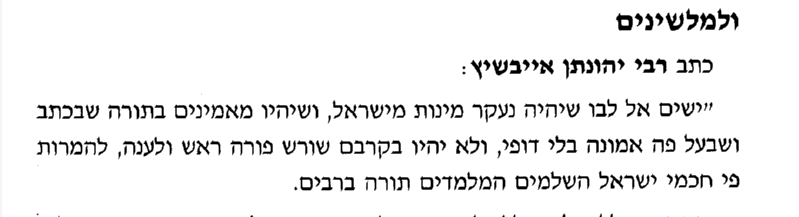 ולמלשינים
כתב רבי יהונתן אייבשיץ:
״ישים אל לבו שיהיה נעקר מינות מישראל, ושיהיו מאמינים בתורה שבכתב
ושבעל פה אמונה בלי דופי, ולא יהיו בקרבם שורש פורה ראש ולענה, להמרות
פי חכמי ישראל השלמים המלמדים תורה ברבים.